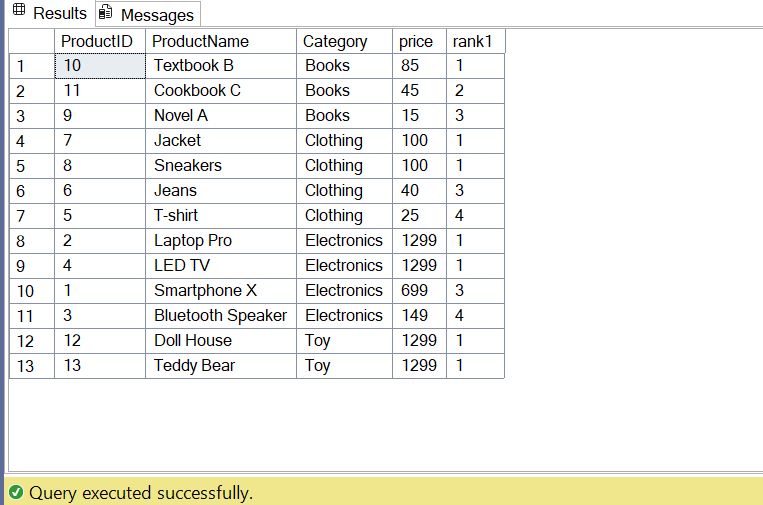 Results Messages
ProductID ProductName Category price rank1
1 10 Textbook B Books 85 1
2 11 Cookbook C Books 45 2
3 9 Novel A Books 15 3
4 7 Jacket Clothing 100 1
5 8 Sneakers Clothing 100 1
6 6 Jeans Clothing 40 3
7 5 T-shirt Clothing 25 4
8 2 Laptop Pro Electronics 1299 1
9 4 LED TV Electronics 1299 1
10 1 Smartphone X Electronics 699 3
11 3 Bluetooth Speaker Electronics 149 4
12 12 Doll House Toy 1299 1
13 13 Teddy Bear Toy 1299 1
Query executed successfully.